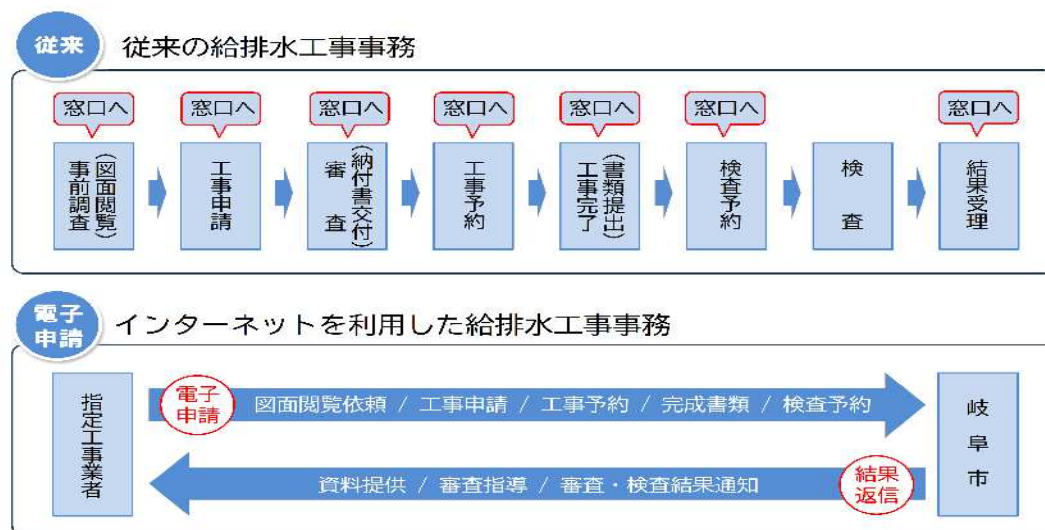 従来
従来の給排水工事事務
窓口へ
窓口へ
窓口へ
窓口へ
窓口へ
窓口へ
窓口へ
事前調査
(図面閲覧)
工事申請
審査
(納付書交付)
工事予約
工事完了
(書類提出)
検査予約
検査
結果受理
電子
申請
インターネットを利用した給排水工事事務
指定工事業者
電子
申請
図面閲覧依頼 / 工事申請 / 工事予約 / 完成書類 / 検査予約
資料提供 / 審査指導 / 審査・検査結果通知
結果
返信
岐阜市